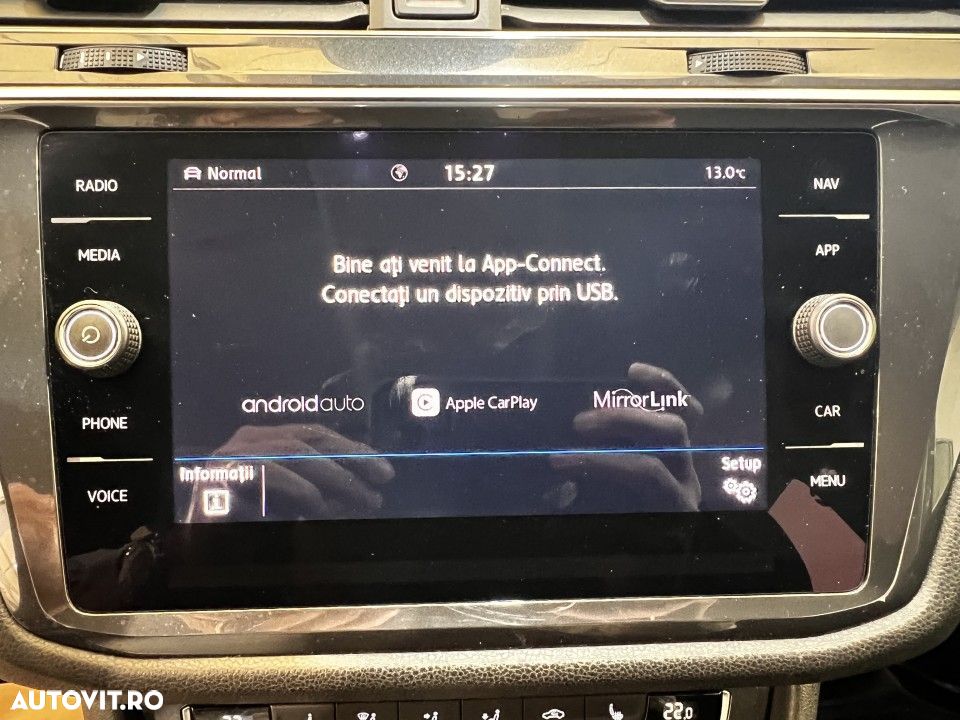 RADIO
MEDIA
PHONE
VOICE
Normal 15:27 13.0°C
Bine ați venit la App-Connect.
Conectați un dispozitiv prin USB.
androidauto Apple CarPlay MirrorLink
Informații Setup
NAV
APP
CAR
MENU
22.0
AUTOVIT.RO